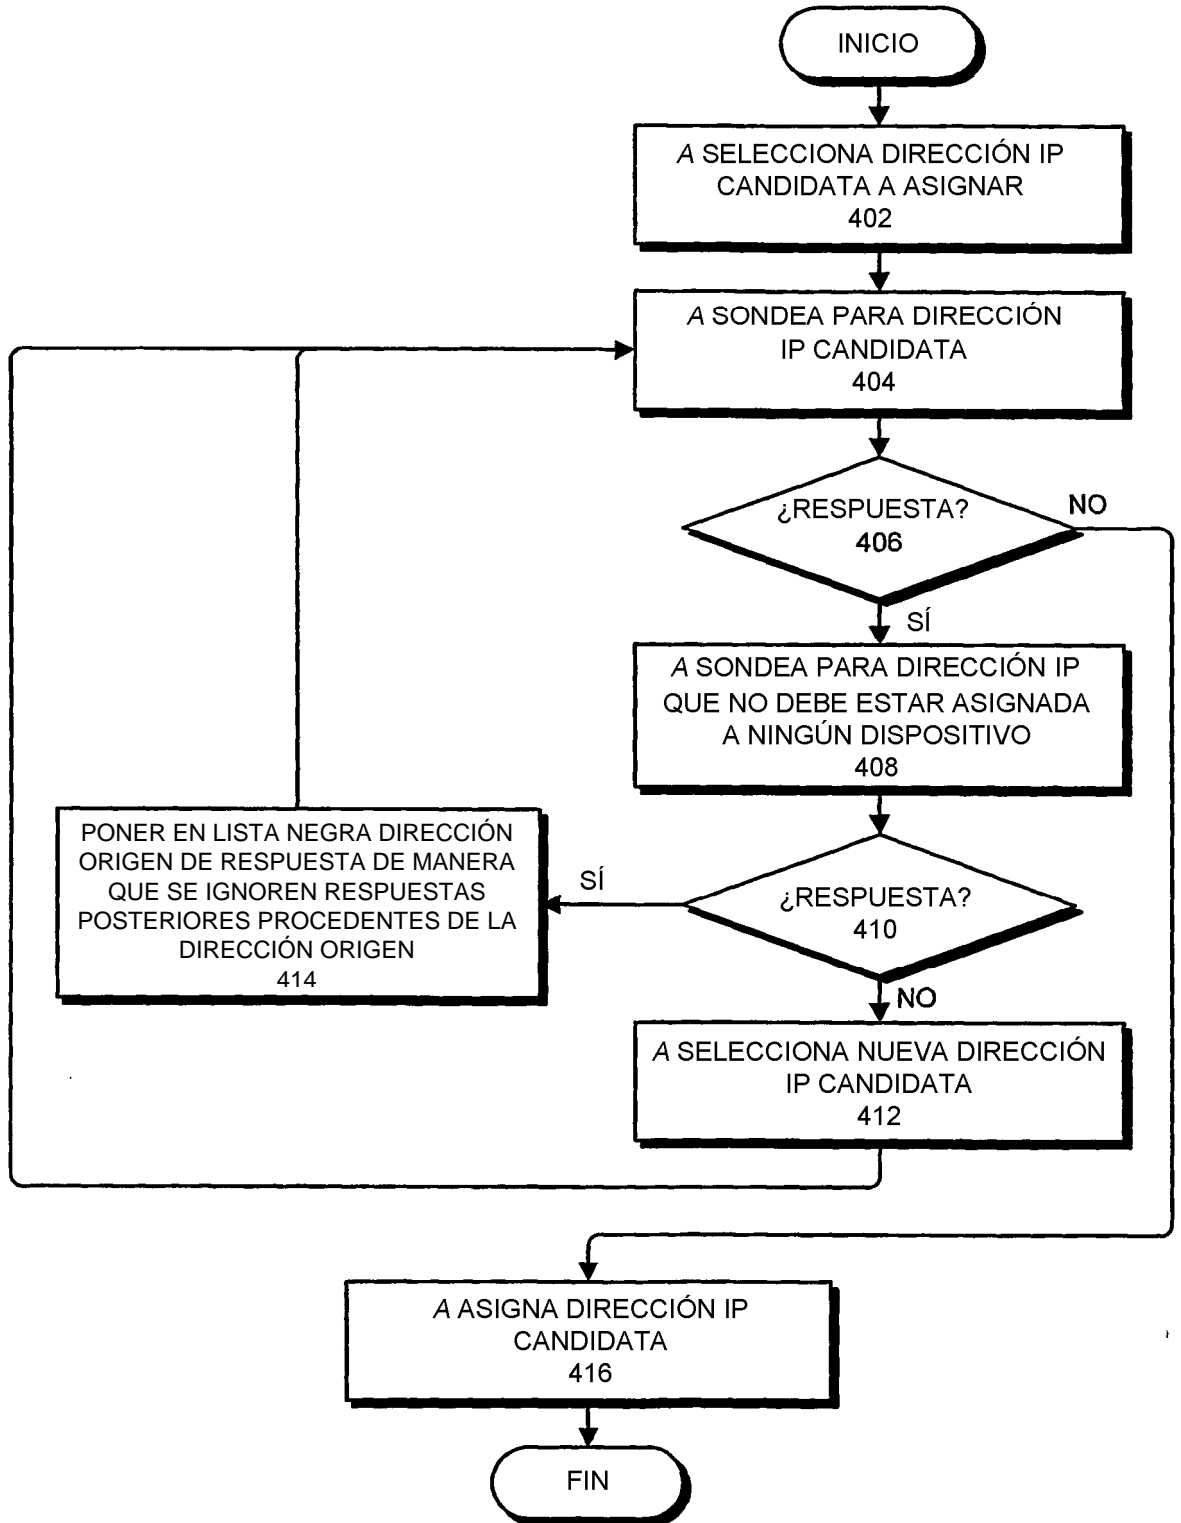 INICIO
A SELECCIONA DIRECCIÓN IP
CANDIDATA A ASIGNAR
402
A SONDEA PARA DIRECCIÓN
IP CANDIDATA
404
¿RESPUESTA?
406
NO
SÍ
A SONDEA PARA DIRECCIÓN IP
QUE NO DEBE ESTAR ASIGNADA
A NINGÚN DISPOSITIVO
408
¿RESPUESTA?
410
SÍ
PONER EN LISTA NEGRA DIRECCIÓN
ORIGEN DE RESPUESTA DE MANERA
QUE SE IGNOREN RESPUESTAS
POSTERIORES PROCEDENTES DE LA
DIRECCIÓN ORIGEN
414
NO
A SELECCIONA NUEVA DIRECCIÓN
IP CANDIDATA
412
A ASIGNA DIRECCIÓN IP
CANDIDATA
416
FIN